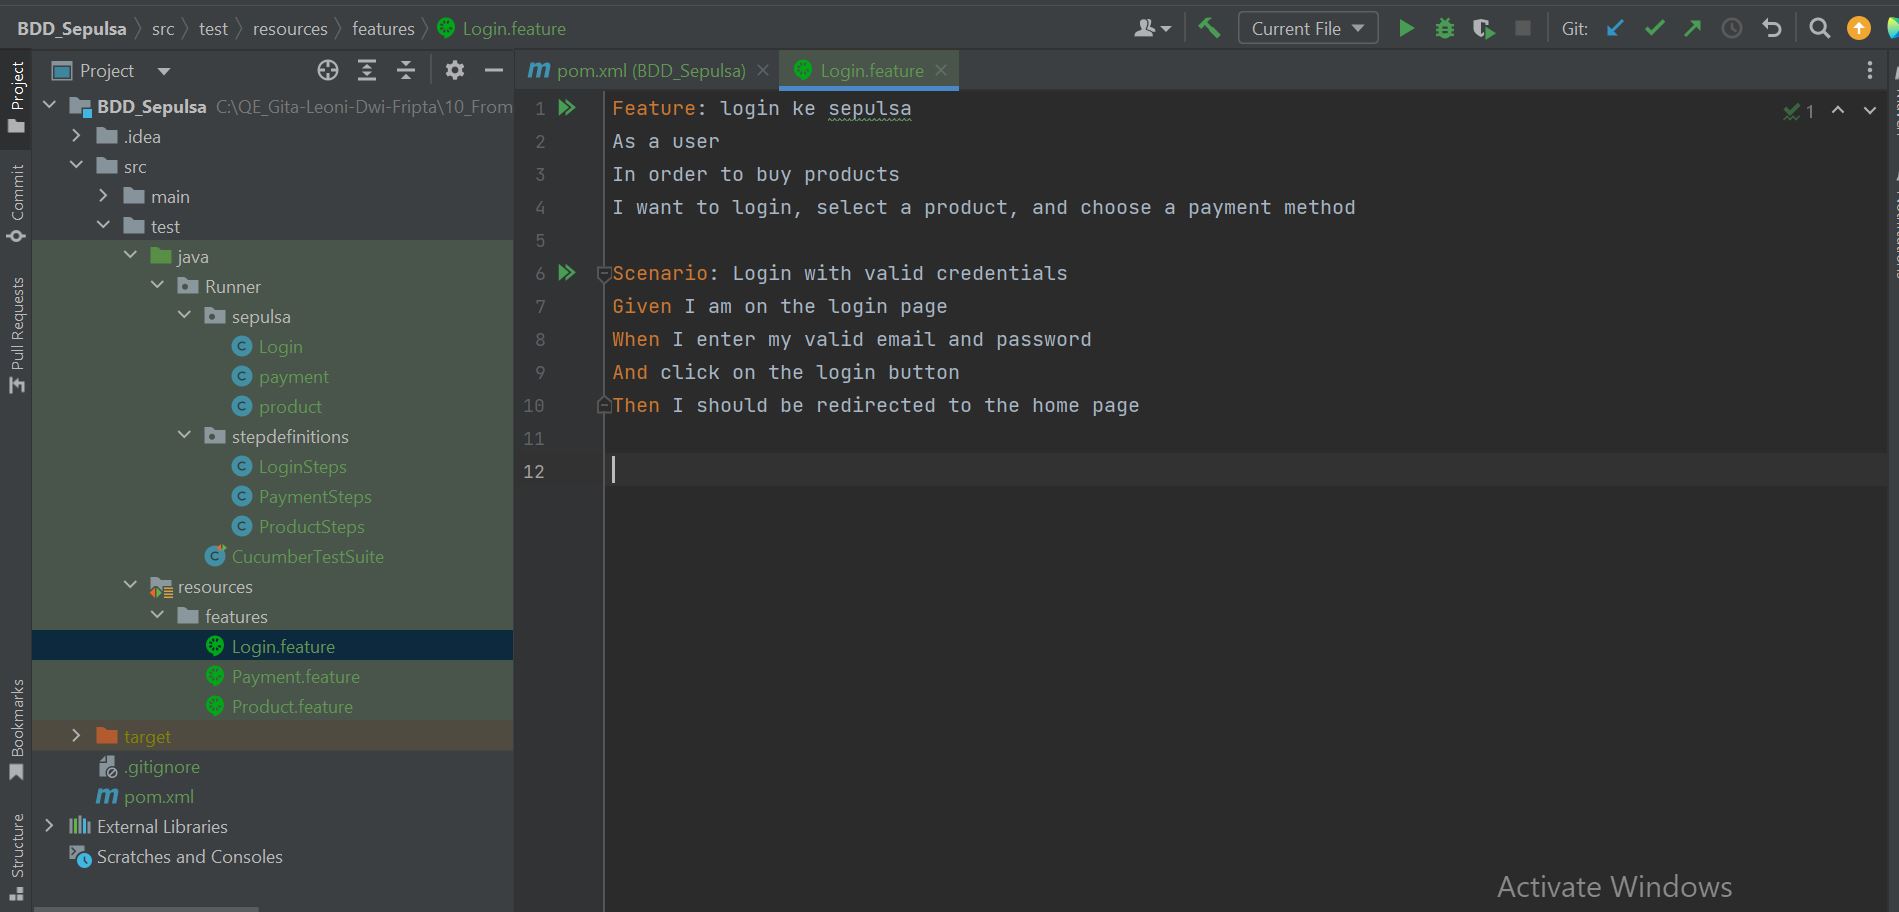 BDD_Sepulsa src test resources features Login.feature
Current File Git:
Project
pom.xml (BDD_Sepulsa) Login.feature
Project
Commit
Pull Requests
Bookmarks
Structure
BDD_Sepulsa C:\QE_Gita-Leoni-Dwi-Fripta\10_From
.idea
src
main
test
java
Runner
sepulsa
Login
payment
product
stepdefinitions
LoginSteps
PaymentSteps
ProductSteps
CucumberTestSuite
resources
features
Login.feature
Payment.feature
Product.feature
target
.gitignore
pom.xml
External Libraries
Scratches and Consoles
1 Feature: login ke sepulsa
1
2 As a user
3 In order to buy products
4 I want to login, select a product, and choose a payment method
5
6 Scenario: Login with valid credentials
7 Given I am on the login page
8 When I enter my valid email and password
9 And click on the login button
10 Then I should be redirected to the home page
11
12
Activate Windows